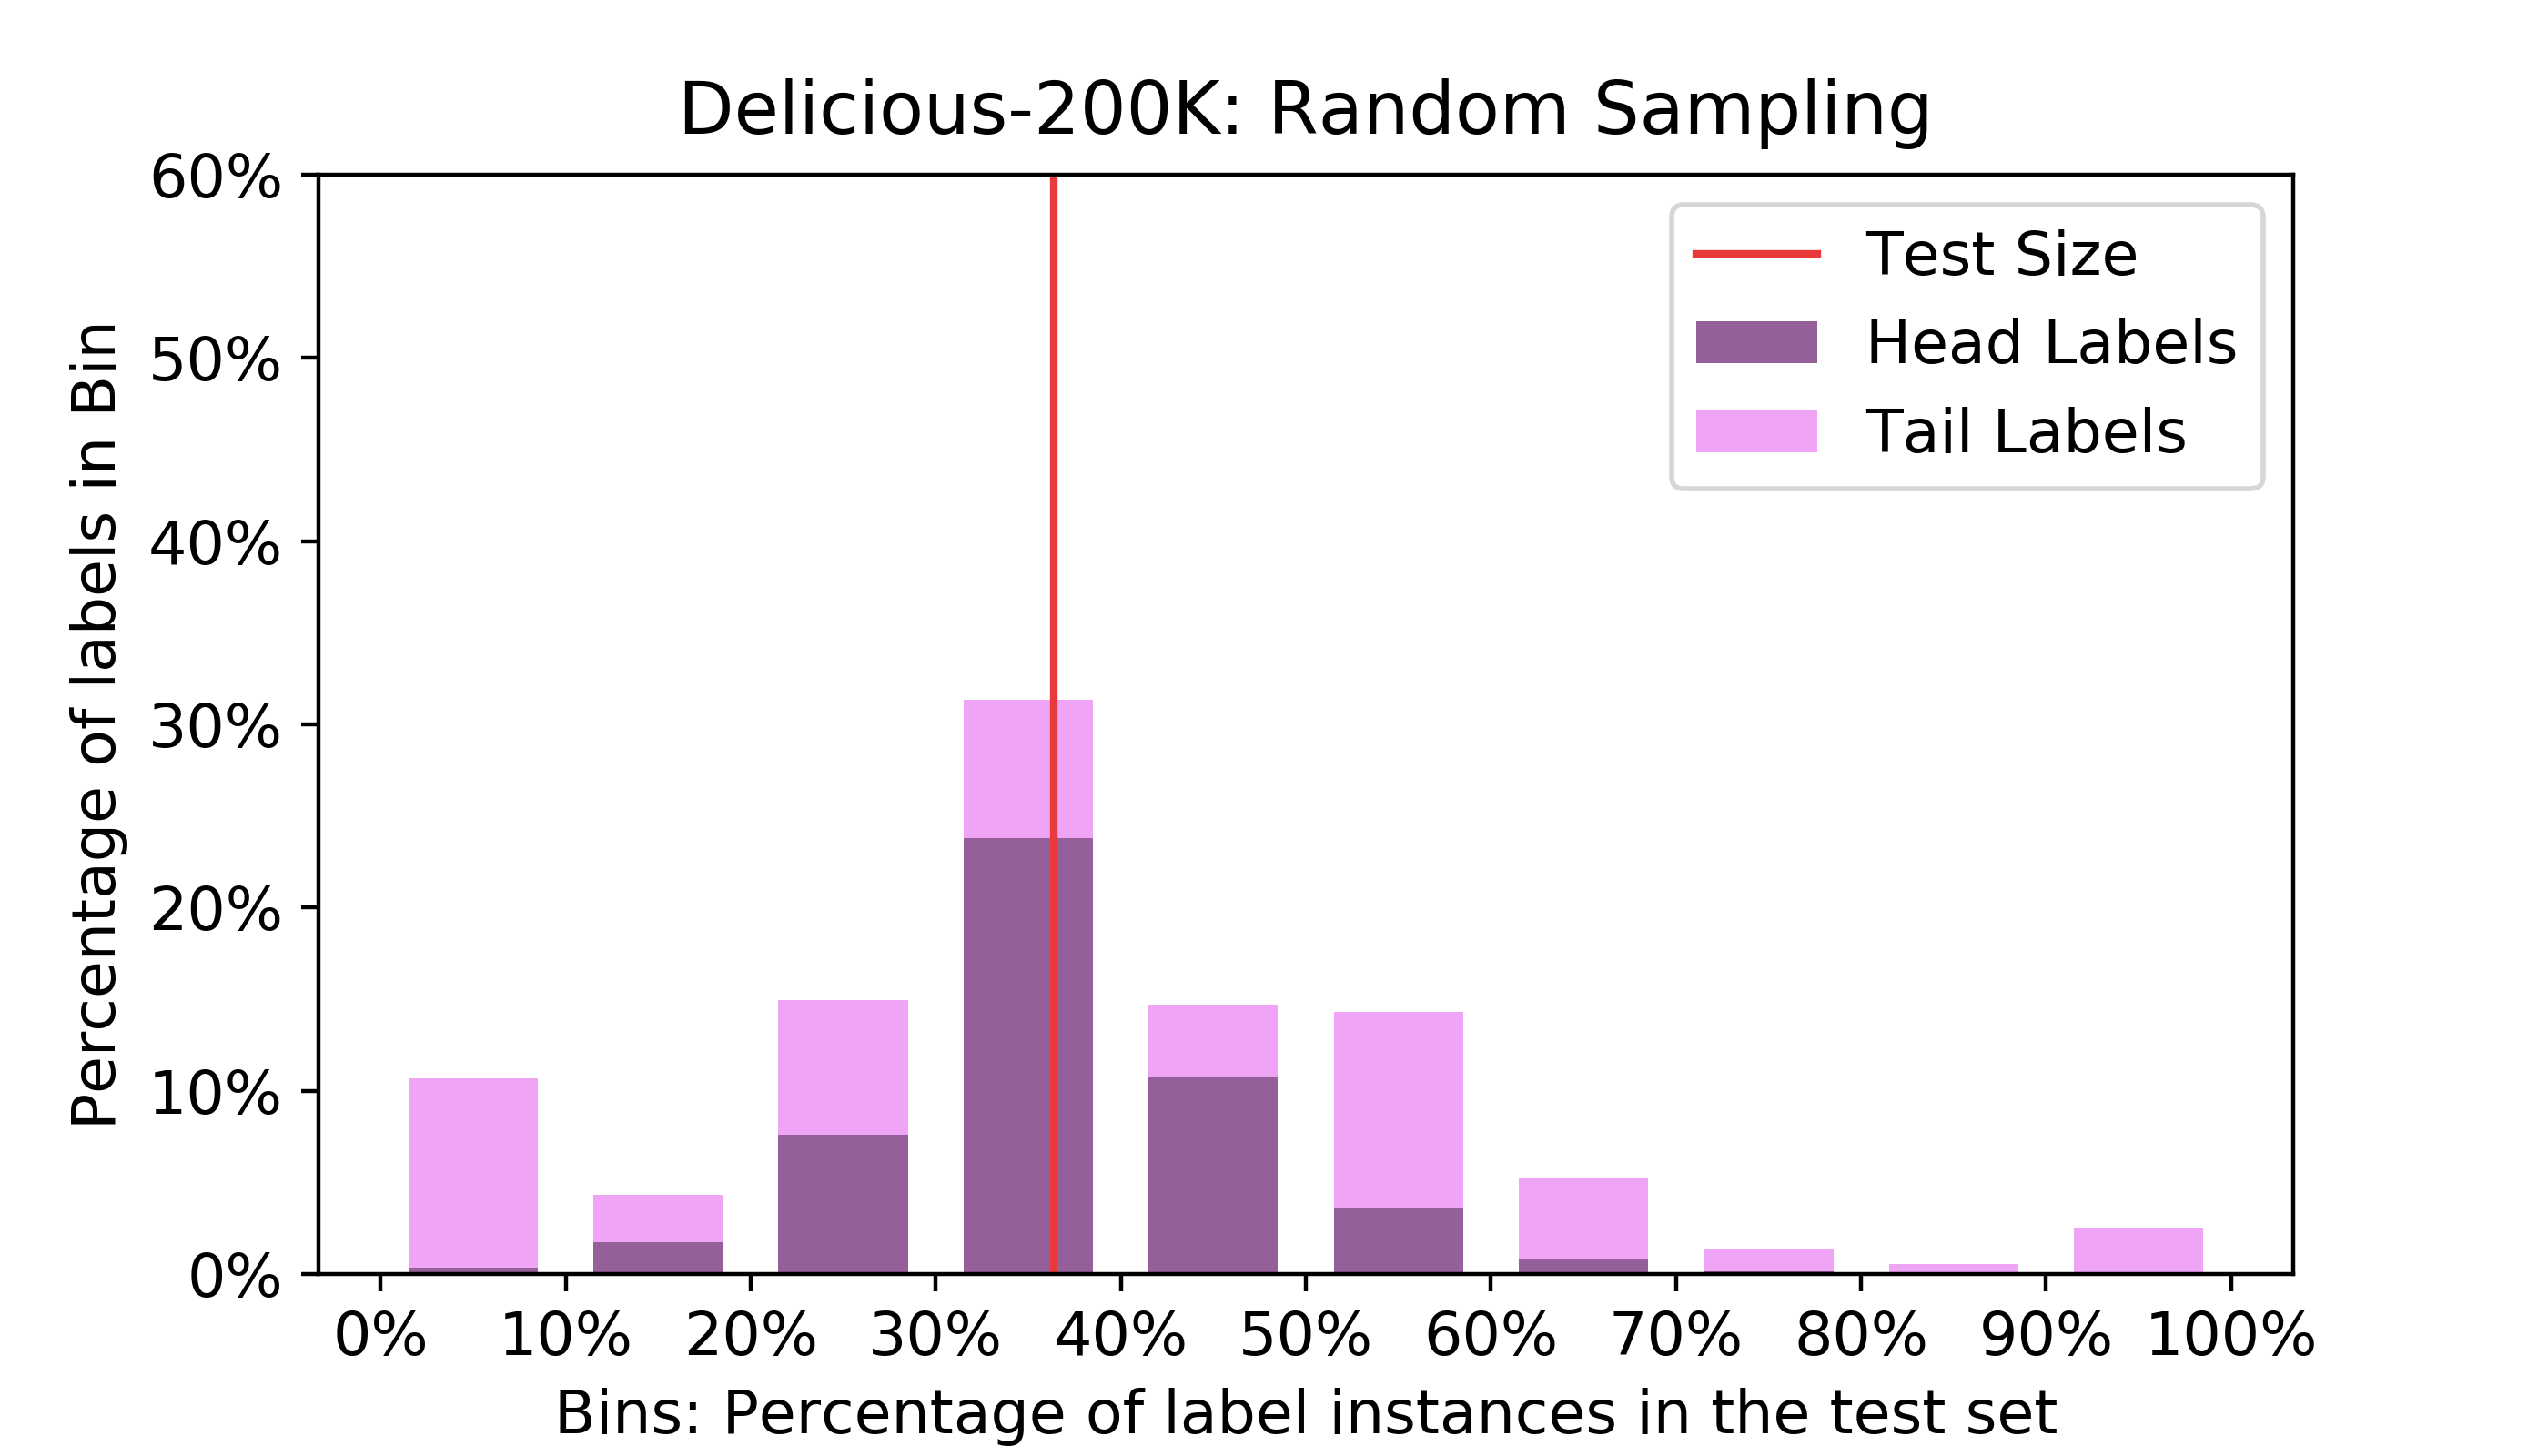 Delicious-200K: Random Sampling
60%
50%
40%
30%
20%
10%
0%
Percentage of labels in Bin
Test Size
Head Labels
Tail Labels
0% 10% 20% 30% 40% 50% 60% 70% 80% 90% 100%
Bins: Percentage of label instances in the test set